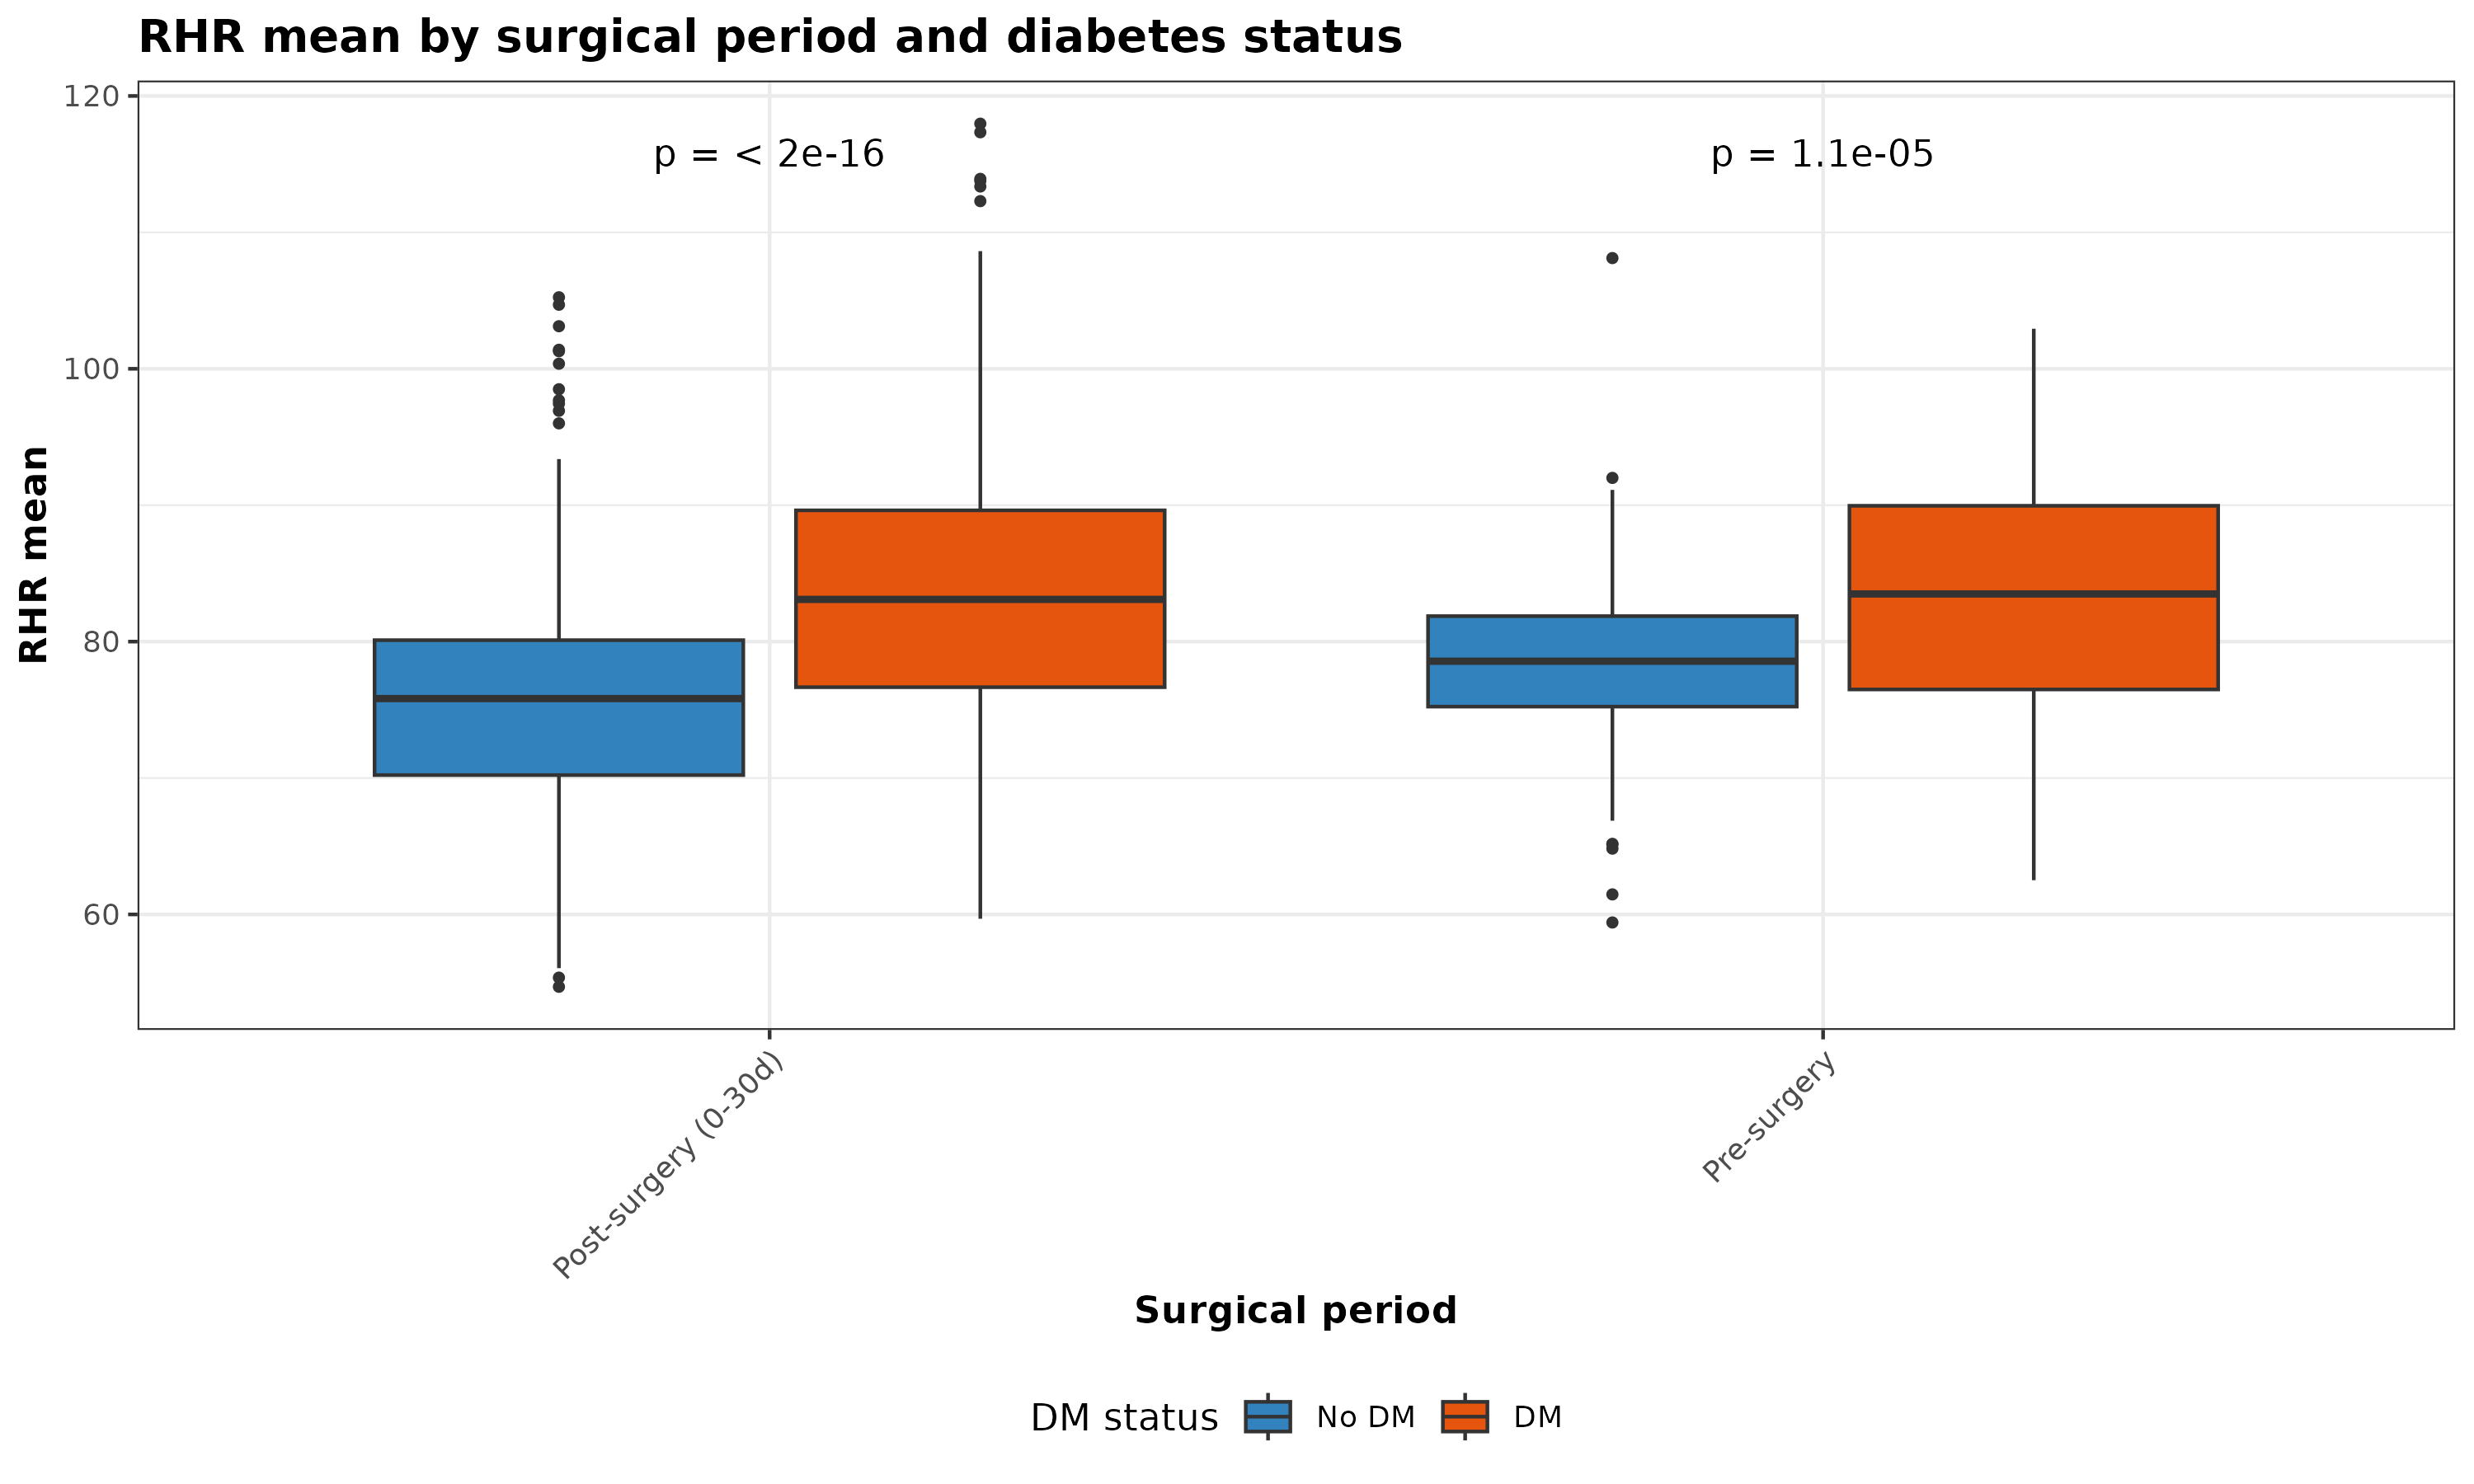 RHR mean by surgical period and diabetes status
120
100
80
60
RHR mean
p = < 2e-16
p = 1.1e-05
Post-surgery (0-30d)
Pre-surgery
Surgical period
DM status
No DM
DM